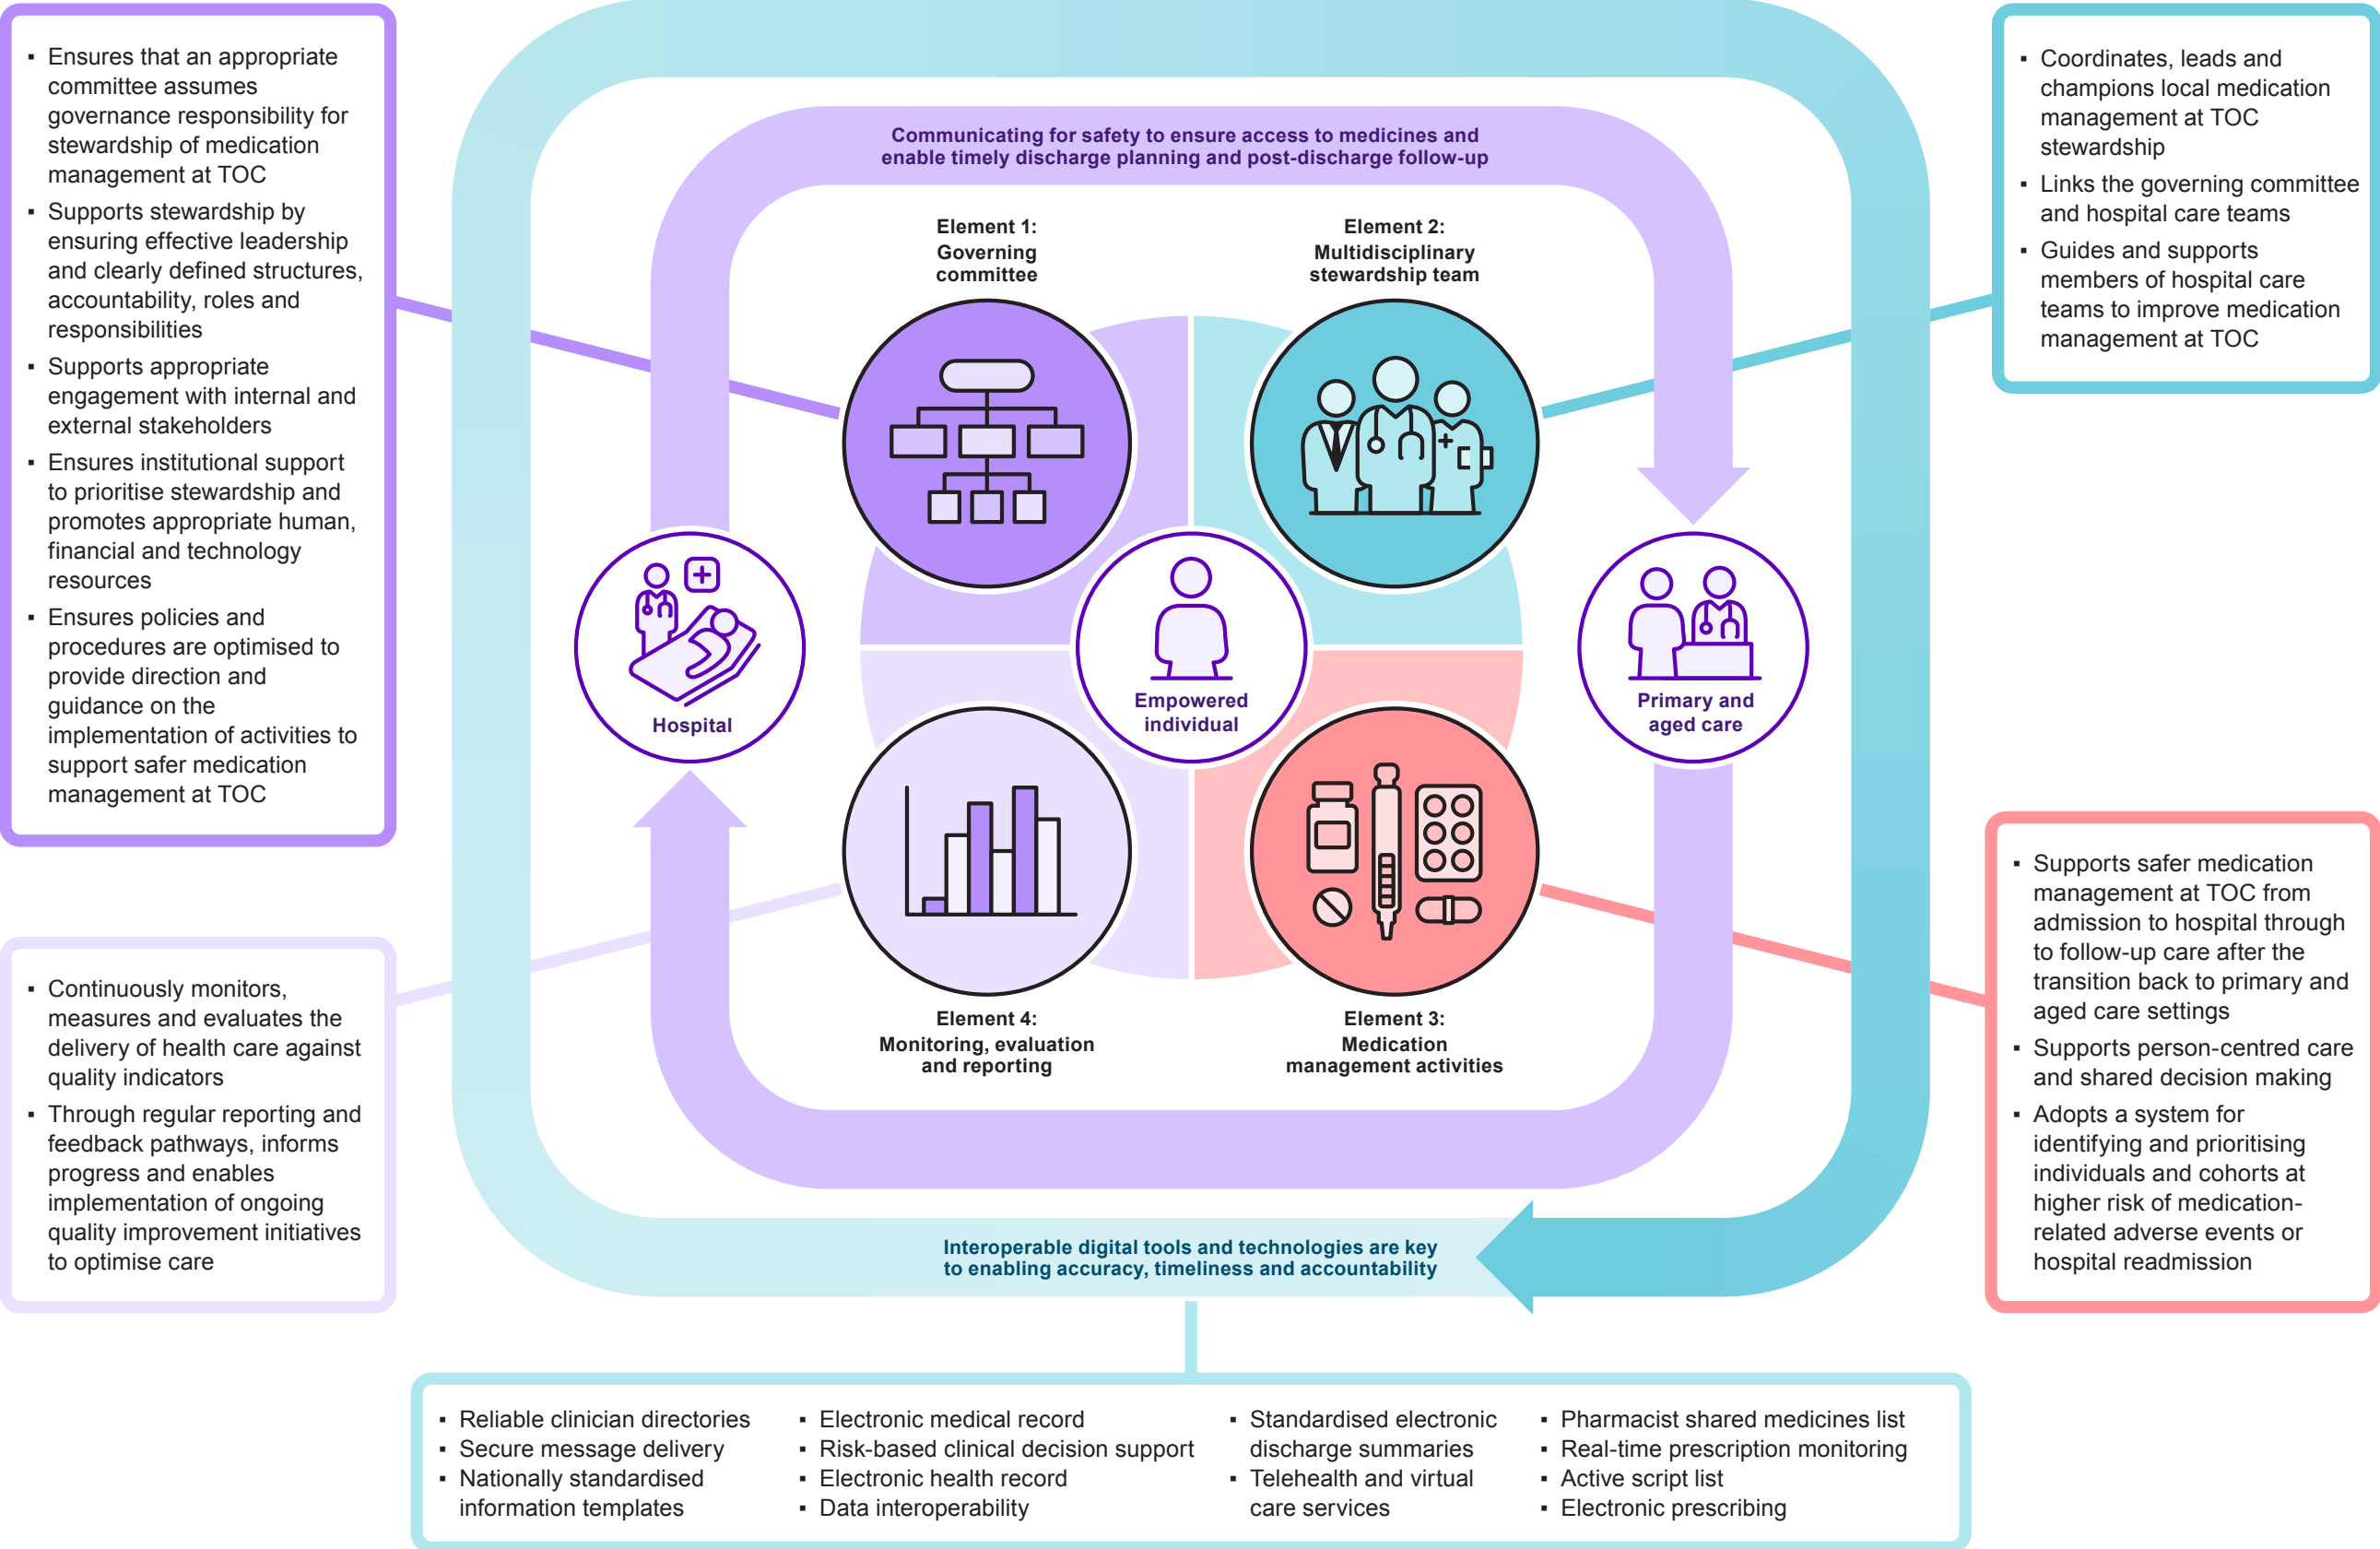 ▪ Ensures that an appropriate
committee assumes
governance responsibility for
stewardship of medication
management at TOC
▪ Supports stewardship by
ensuring effective leadership
and clearly defined structures,
accountability, roles and
responsibilities
▪ Supports appropriate
engagement with internal and
external stakeholders
▪ Ensures institutional support
to prioritise stewardship and
promotes appropriate human,
financial and technology
resources
▪ Ensures policies and
procedures are optimised to
provide direction and
guidance on the
implementation of activities to
support safer medication
management at TOC
▪ Continuously monitors,
measures and evaluates the
delivery of health care against
quality indicators
▪ Through regular reporting and
feedback pathways, informs
progress and enables
implementation of ongoing
quality improvement initiatives
to optimise care
Communicating for safety to ensure access to medicines and
enable timely discharge planning and post-discharge follow-up
Element 1:
Governing
committee
Element 2:
Multidisciplinary
stewardship team
Hospital
Empowered
individual
Primary and
aged care
Element 4:
Monitoring, evaluation
and reporting
Element 3:
Medication
management activities
Interoperable digital tools and technologies are key
to enabling accuracy, timeliness and accountability
▪ Coordinates, leads and
champions local medication
management at TOC
stewardship
▪ Links the governing committee
and hospital care teams
▪ Guides and supports
members of hospital care
teams to improve medication
management at TOC
▪ Supports safer medication
management at TOC from
admission to hospital through
to follow-up care after the
transition back to primary and
aged care settings
▪ Supports person-centred care
and shared decision making
▪ Adopts a system for
identifying and prioritising
individuals and cohorts at
higher risk of medication-
related adverse events or
hospital readmission
▪ Reliable clinician directories
▪ Secure message delivery
▪ Nationally standardised
information templates
▪ Electronic medical record
▪ Risk-based clinical decision support
▪ Electronic health record
▪ Data interoperability
▪ Standardised electronic
discharge summaries
▪ Telehealth and virtual
care services
▪ Pharmacist shared medicines list
▪ Real-time prescription monitoring
▪ Active script list
▪ Electronic prescribing